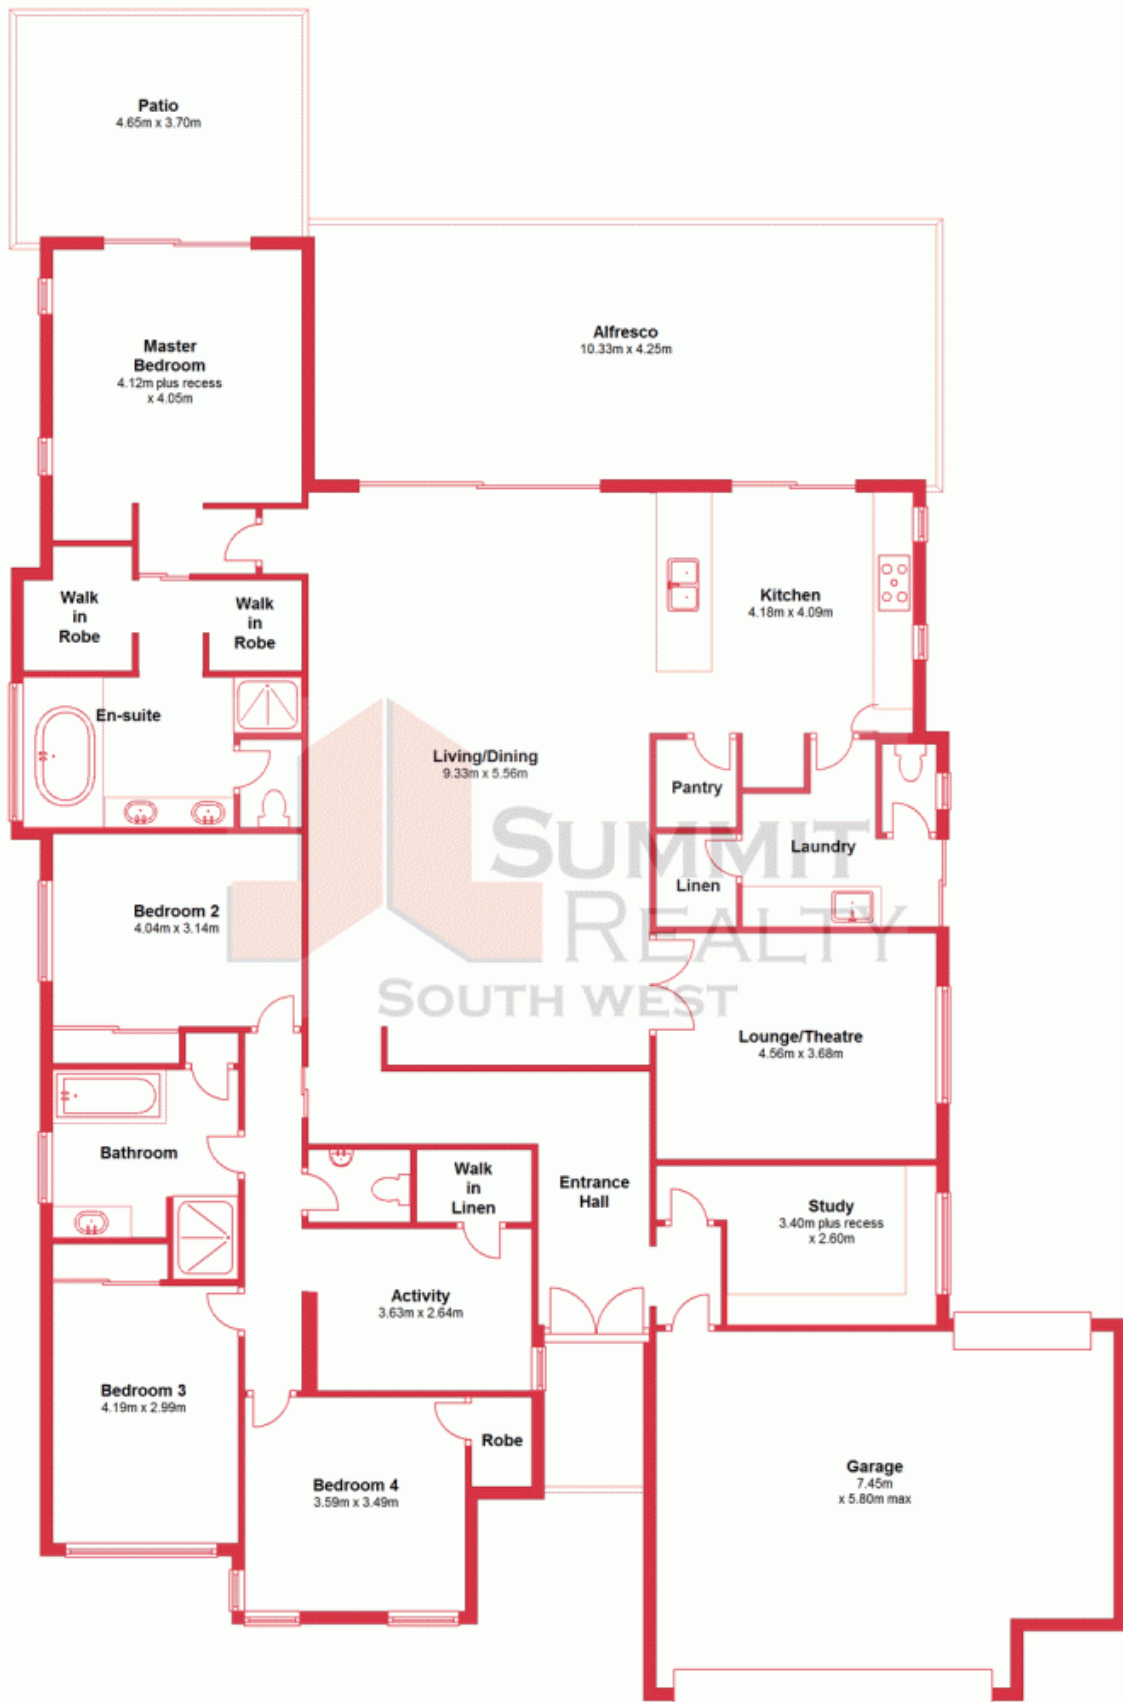 Patio
4.65m x 3.70m
Alfresco
10.33m x 4.25m
Master
Bedroom
4.12m plus recess
x 4.05m
Walk
in
Robe
Walk
in
Robe
Kitchen
4.18m x 4.09m
En-suite
Living/Dining
9.33m x 5.56m
Pantry
Laundry
Linen
SUMMIT
REALTY
SOUTH WEST
Bedroom 2
4.04m x 3.14m
Lounge/Theatre
4.56m x 3.68m
Bathroom
Walk
in
Linen
Entrance
Hall
Study
3.40m plus recess
x 2.60m
Activity
3.63m x 2.64m
Bedroom 3
4.19m x 2.99m
Robe
Bedroom 4
3.59m x 3.49m
Garage
7.45m
x 5.80m max